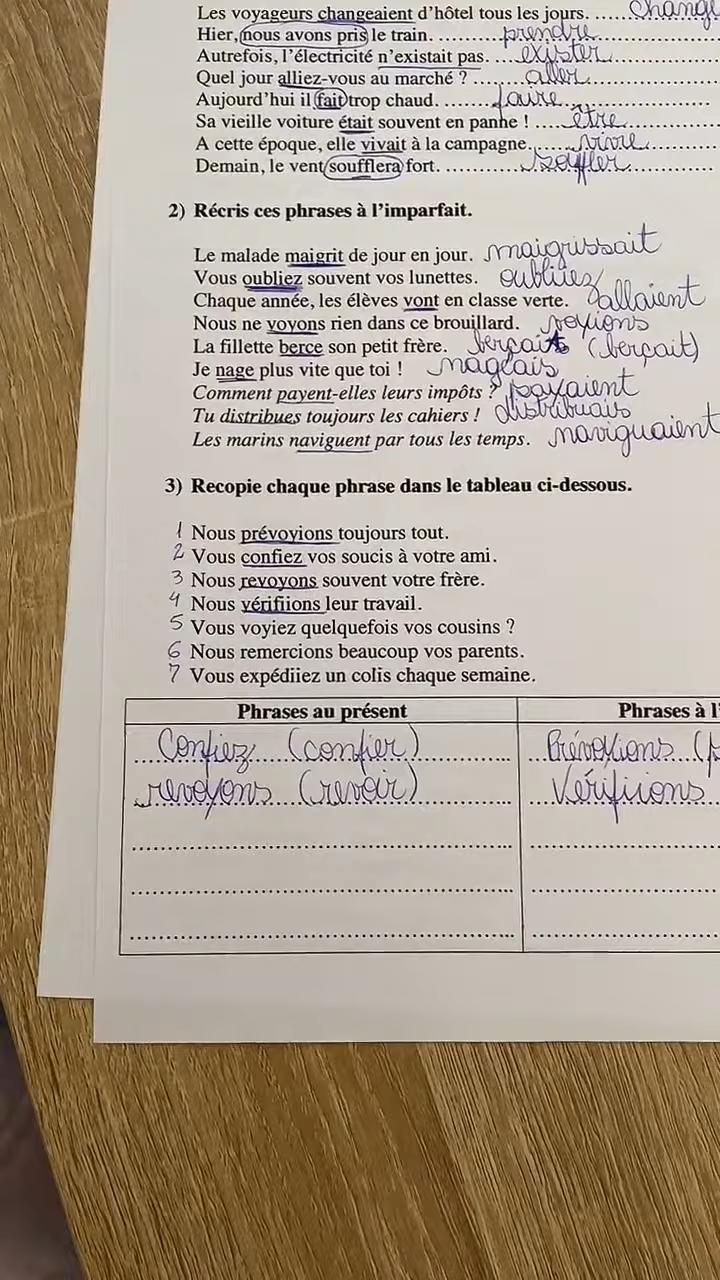 Les voyageurs changeaient d'hôtel tous les jours. ..... change
Hier, nous avons pris le train. .......... prendre
Autrefois, l'électricité n'existait pas. ... exister
Quel jour alliez-vous au marché ? .......... aller
Aujourd'hui il fait trop chaud. ........ faire
Sa vieille voiture était souvent en panne ! .... être
A cette époque, elle vivait à la campagne....... vivre
Demain, le vent soufflera fort. ............. souffler
2) Récris ces phrases à l'imparfait.
Le malade maigrit de jour en jour. maigrissait
Vous oubliez souvent vos lunettes. oubliiez
Chaque année, les élèves vont en classe verte. allaient
Nous ne voyons rien dans ce brouillard. voyions
La fillette berce son petit frère. berçait (berçait)
Je nage plus vite que toi ! nageais
Comment payent-elles leurs impôts ? payaient
Tu distribues toujours les cahiers ! distribuais
Les marins naviguent par tous les temps. naviguaient
3) Recopie chaque phrase dans le tableau ci-dessous.
1 Nous prévoyions toujours tout.
2 Vous confiez vos soucis à votre ami.
3 Nous revoyons souvent votre frère.
4 Nous vérifiions leur travail.
5 Vous voyiez quelquefois vos cousins ?
6 Nous remercions beaucoup vos parents.
7 Vous expédiiez un colis chaque semaine.
Phrases au présent Phrases à l'
Confiez (confier) Prévoyions (p
revoyons (revoir) Vérifiions